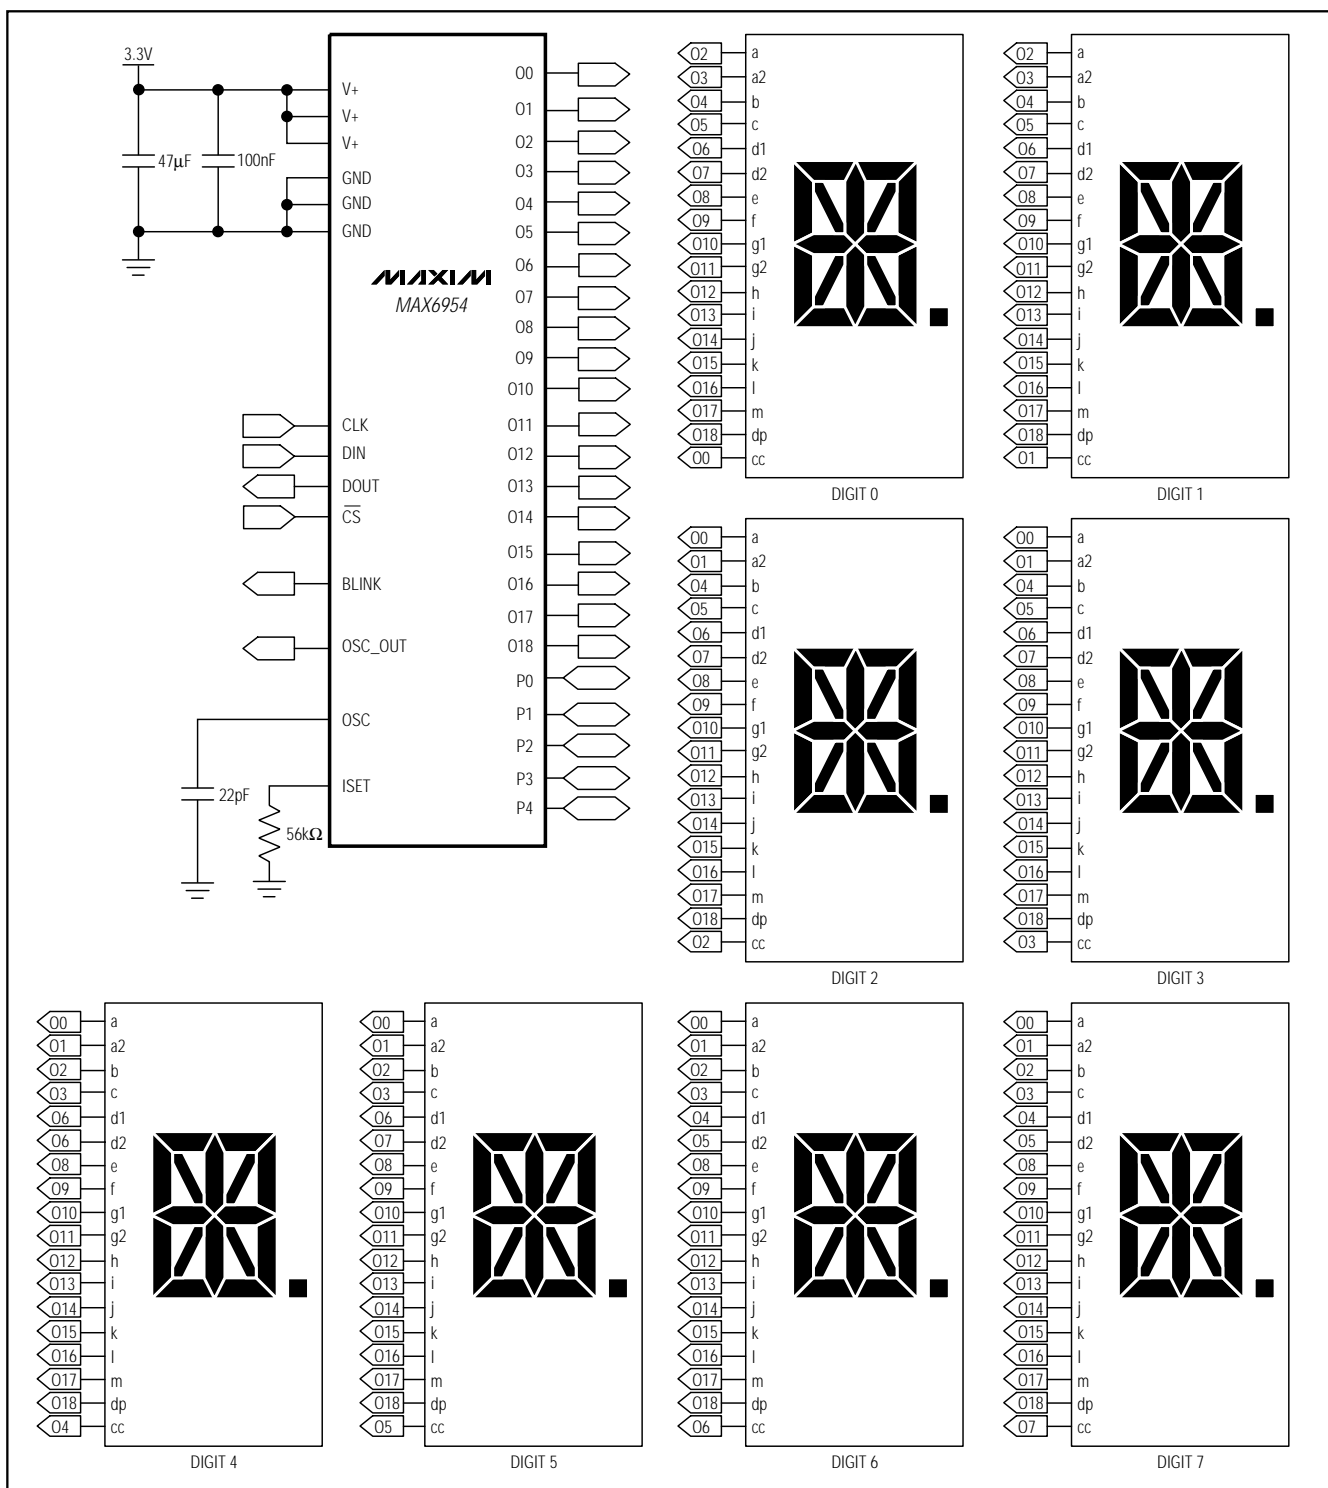 3.3V
47µF
100nF
V+
V+
V+
GND
GND
GND
MAXIM
MAX6954
CLK
DIN
DOUT
CS
BLINK
OSC_OUT
OSC
ISET
22pF
56kΩ
O0
O1
O2
O3
O4
O5
O6
O7
O8
O9
O10
O11
O12
O13
O14
O15
O16
O17
O18
P0
P1
P2
P3
P4
O2 a
O3 a2
O4 b
O5 c
O6 d1
O7 d2
O8 e
O9 f
O10 g1
O11 g2
O12 h
O13 i
O14 j
O15 k
O16 l
O17 m
O18 dp
O0 cc
DIGIT 0
O2 a
O3 a2
O4 b
O5 c
O6 d1
O7 d2
O8 e
O9 f
O10 g1
O11 g2
O12 h
O13 i
O14 j
O15 k
O16 l
O17 m
O18 dp
O1 cc
DIGIT 1
O0 a
O1 a2
O4 b
O5 c
O6 d1
O7 d2
O8 e
O9 f
O10 g1
O11 g2
O12 h
O13 i
O14 j
O15 k
O16 l
O17 m
O18 dp
O2 cc
DIGIT 2
O0 a
O1 a2
O4 b
O5 c
O6 d1
O7 d2
O8 e
O9 f
O10 g1
O11 g2
O12 h
O13 i
O14 j
O15 k
O16 l
O17 m
O18 dp
O3 cc
DIGIT 3
O0 a
O1 a2
O2 b
O3 c
O6 d1
O6 d2
O8 e
O9 f
O10 g1
O11 g2
O12 h
O13 i
O14 j
O15 k
O16 l
O17 m
O18 dp
O4 cc
DIGIT 4
O0 a
O1 a2
O2 b
O3 c
O6 d1
O7 d2
O8 e
O9 f
O10 g1
O11 g2
O12 h
O13 i
O14 j
O15 k
O16 l
O17 m
O18 dp
O5 cc
DIGIT 5
O0 a
O1 a2
O2 b
O3 c
O4 d1
O5 d2
O8 e
O9 f
O10 g1
O11 g2
O12 h
O13 i
O14 j
O15 k
O16 l
O17 m
O18 dp
O6 cc
DIGIT 6
O0 a
O1 a2
O2 b
O3 c
O4 d1
O5 d2
O8 e
O9 f
O10 g1
O11 g2
O12 h
O13 i
O14 j
O15 k
O16 l
O17 m
O18 dp
O7 cc
DIGIT 7